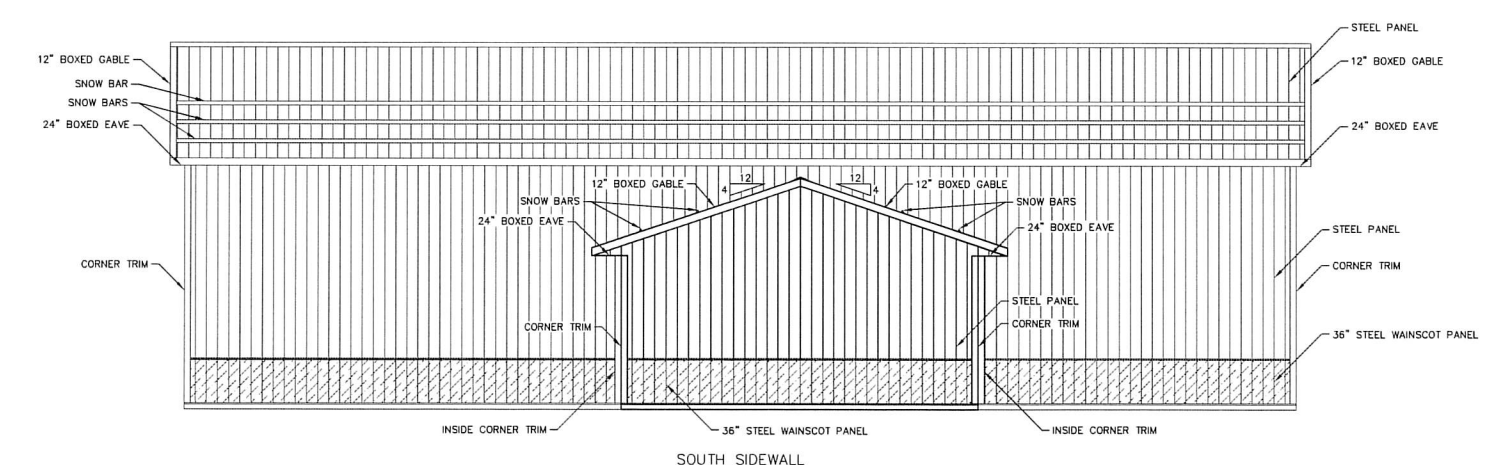 STEEL PANEL
12" BOXED GABLE
12" BOXED GABLE
SNOW BAR
SNOW BARS
24" BOXED EAVE
24" BOXED EAVE
12
12
4
4
12" BOXED GABLE
12" BOXED GABLE
SNOW BARS
SNOW BARS
24" BOXED EAVE
24" BOXED EAVE
STEEL PANEL
CORNER TRIM
CORNER TRIM
STEEL PANEL
CORNER TRIM
CORNER TRIM
36" STEEL WAINSCOT PANEL
INSIDE CORNER TRIM
36" STEEL WAINSCOT PANEL
INSIDE CORNER TRIM
SOUTH SIDEWALL